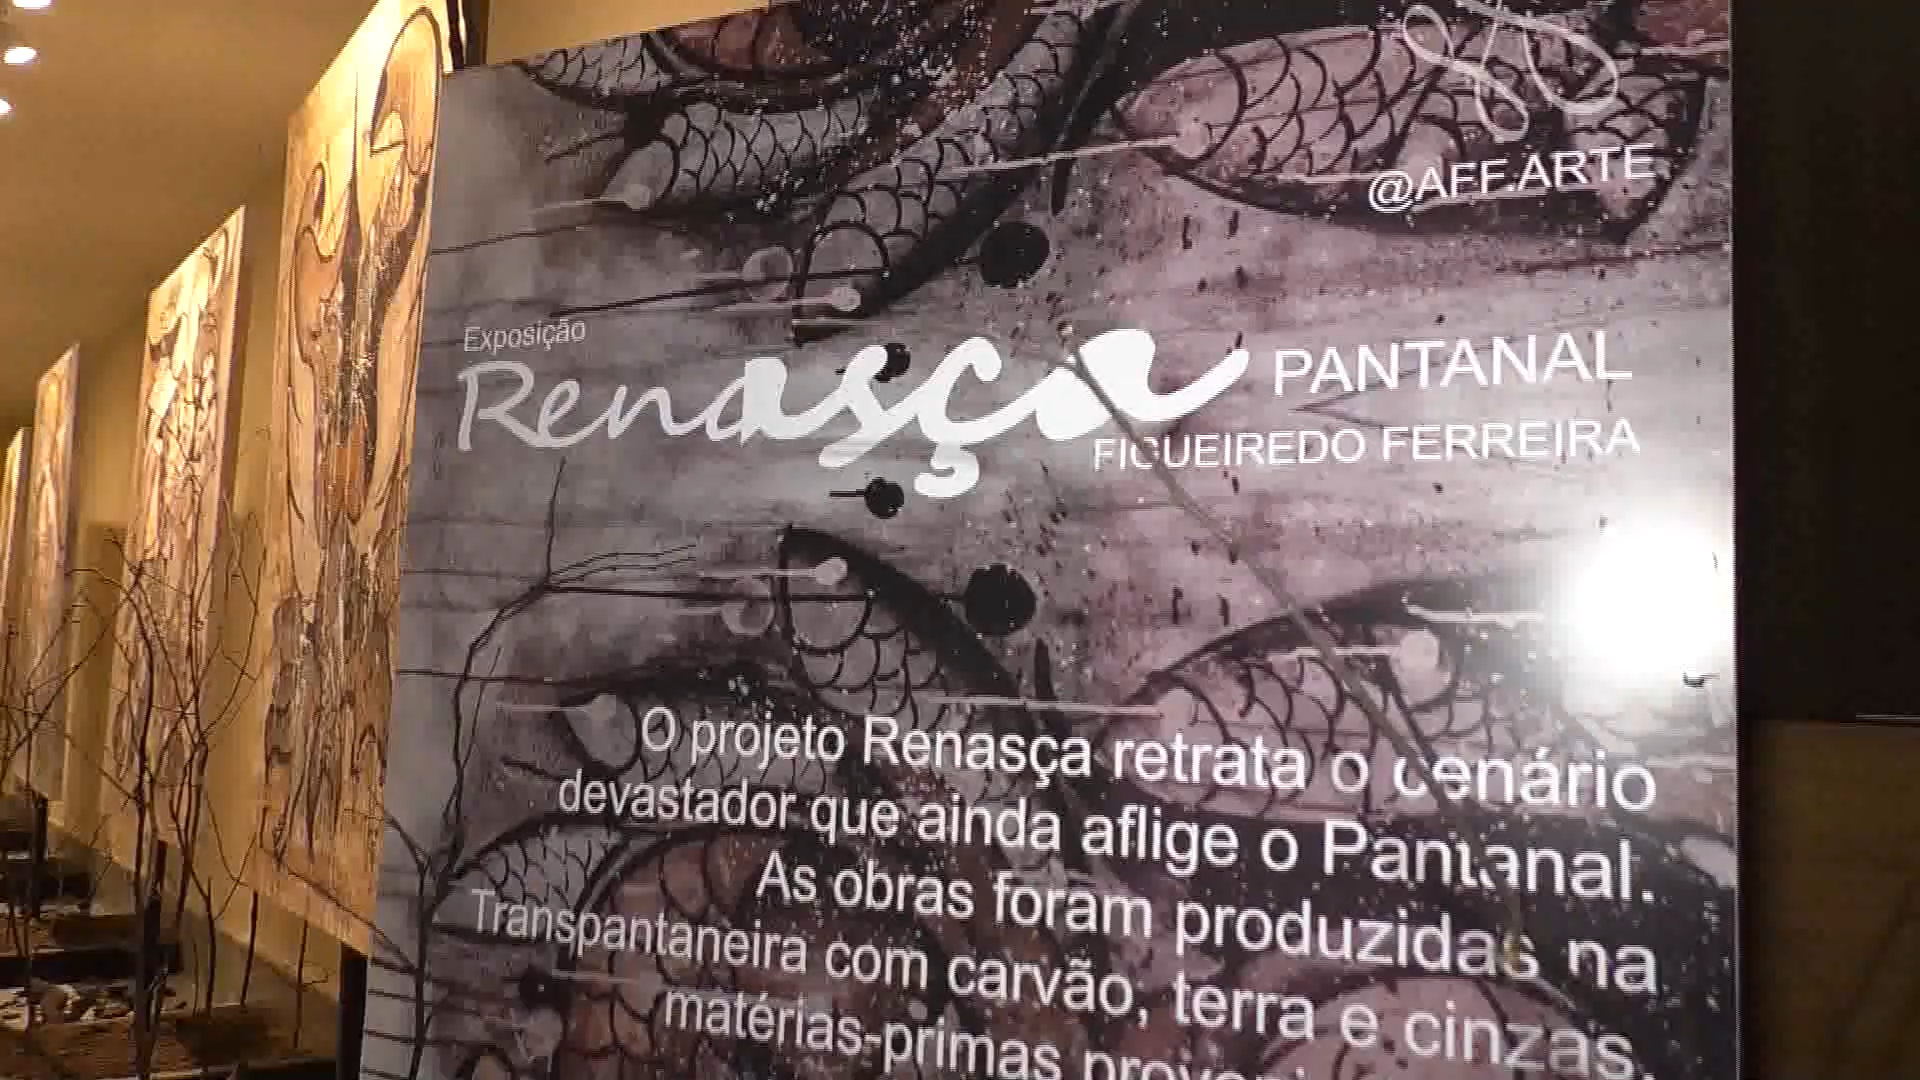 @AFF.ARTE
Exposição
Renasça PANTANAL
FIGUEIREDO FERREIRA
O projeto Renasça retrata o cenário
devastador que ainda aflige o Pantanal.
As obras foram produzidas na
Transpantaneira com carvão, terra e cinzas,
matérias-primas